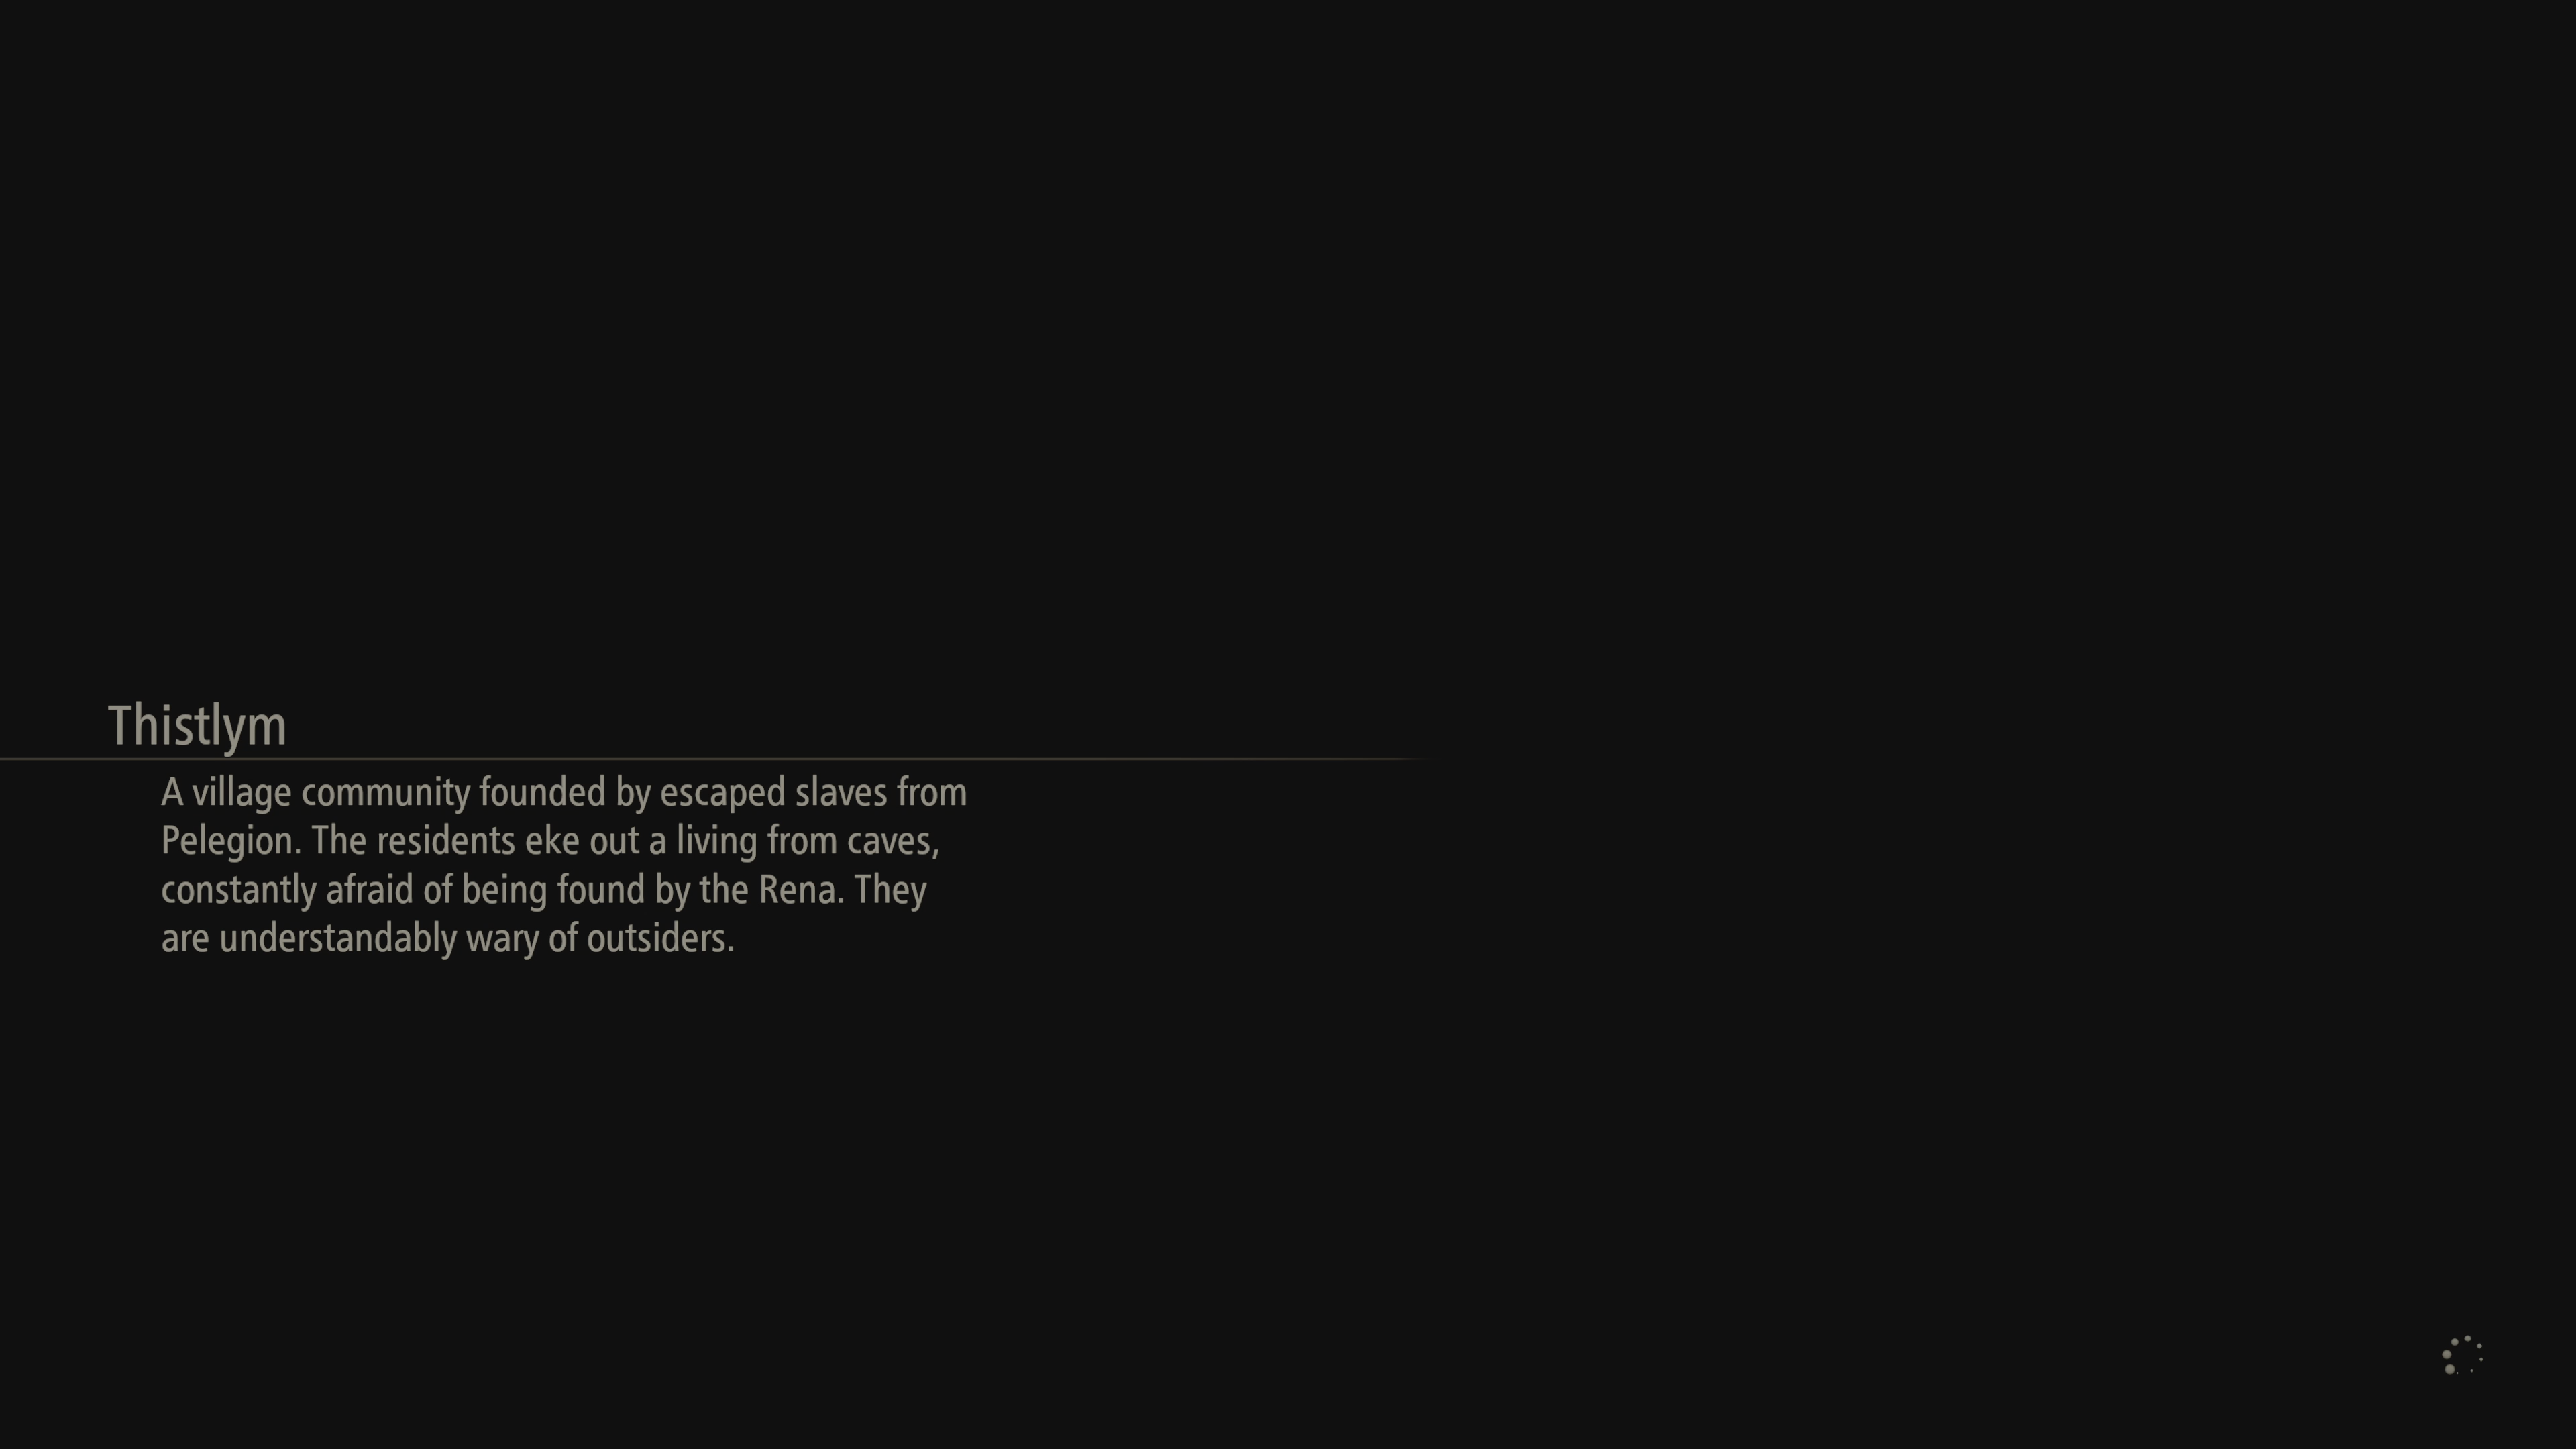 Thistlym
A village community founded by escaped slaves from
Pelegion. The residents eke out a living from caves,
constantly afraid of being found by the Rena. They
are understandably wary of outsiders.